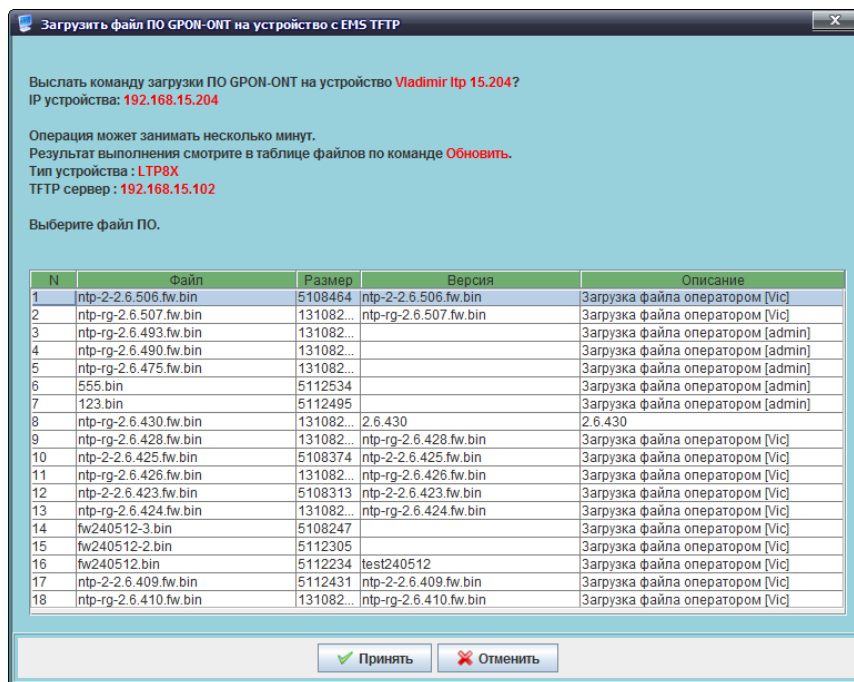 Загрузить файл ПО GPON-ONT на устройство с EMS TFTP
Выслать команду загрузки ПО GPON-ONT на устройство Vladimir ltp 15.204?
IP устройства: 192.168.15.204
Операция может занимать несколько минут.
Результат выполнения смотрите в таблице файлов по команде Обновить.
Тип устройства : LTP8X
TFTP сервер : 192.168.15.102
Выберите файл ПО.
N Файл Размер Версия Описание
1 ntp-2-2.6.506.fw.bin 5108464 ntp-2-2.6.506.fw.bin Загрузка файла оператором [Vic]
2 ntp-rg-2.6.507.fw.bin 131082... ntp-rg-2.6.507.fw.bin Загрузка файла оператором [Vic]
3 ntp-rg-2.6.493.fw.bin 131082... Загрузка файла оператором [admin]
4 ntp-rg-2.6.490.fw.bin 131082... Загрузка файла оператором [admin]
5 ntp-rg-2.6.475.fw.bin 131082... Загрузка файла оператором [admin]
6 555.bin 5112534 Загрузка файла оператором [admin]
7 123.bin 5112495 Загрузка файла оператором [admin]
8 ntp-rg-2.6.430.fw.bin 131082... 2.6.430 2.6.430
9 ntp-rg-2.6.428.fw.bin 131082... ntp-rg-2.6.428.fw.bin Загрузка файла оператором [Vic]
10 ntp-2-2.6.425.fw.bin 5108374 ntp-2-2.6.425.fw.bin Загрузка файла оператором [Vic]
11 ntp-rg-2.6.426.fw.bin 131082... ntp-rg-2.6.426.fw.bin Загрузка файла оператором [Vic]
12 ntp-2-2.6.423.fw.bin 5108313 ntp-2-2.6.423.fw.bin Загрузка файла оператором [Vic]
13 ntp-rg-2.6.424.fw.bin 131082... ntp-rg-2.6.424.fw.bin Загрузка файла оператором [Vic]
14 fw240512-3.bin 5108247 Загрузка файла оператором [Vic]
15 fw240512-2.bin 5112305 Загрузка файла оператором [Vic]
16 fw240512.bin 5112234 test240512 Загрузка файла оператором [Vic]
17 ntp-2-2.6.409.fw.bin 5112431 ntp-2-2.6.409.fw.bin Загрузка файла оператором [Vic]
18 ntp-rg-2.6.410.fw.bin 131082... ntp-rg-2.6.410.fw.bin Загрузка файла оператором [Vic]
Принять Отменить